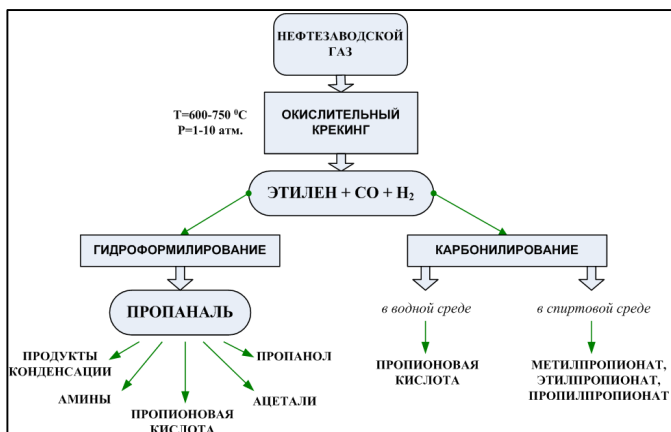 НЕФТЕЗАВОДСКОЙ
ГАЗ
T=600-750 ⁰C
P=1-10 атм.
ОКИСЛИТЕЛЬНЫЙ
КРЕКИНГ
ЭТИЛЕН + CO + H₂
ГИДРОФОРМИЛИРОВАНИЕ
КАРБОНИЛИРОВАНИЕ
ПРОПАНАЛЬ
в водной среде
в спиртовой среде
ПРОДУКТЫ
КОНДЕНСАЦИИ
АМИНЫ
ПРОПИОНОВАЯ
КИСЛОТА
АЦЕТАЛИ
ПРОПАНОЛ
ПРОПИОНОВАЯ
КИСЛОТА
МЕТИЛПРОПИОНАТ,
ЭТИЛПРОПИОНАТ,
ПРОПИЛПРОПИОНАТ